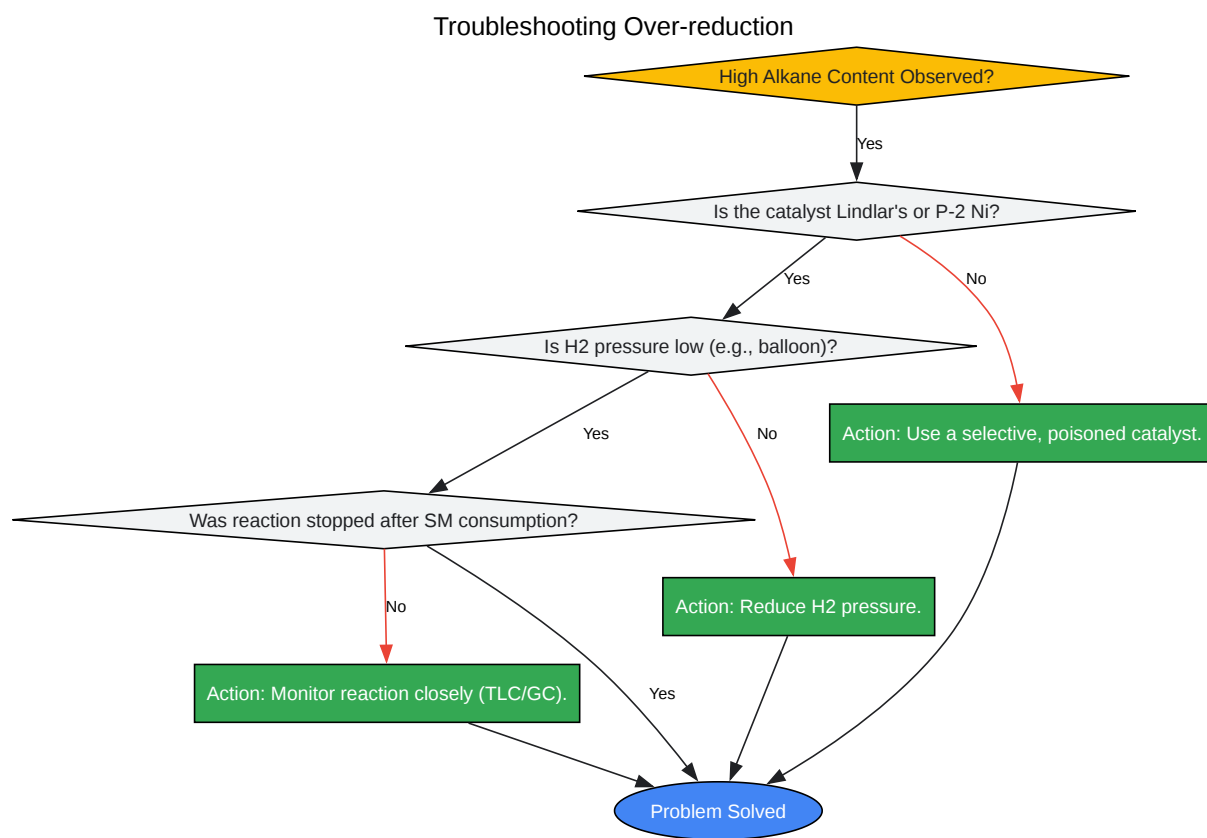 Troubleshooting Over-reduction
High Alkane Content Observed?
Yes
Is the catalyst Lindlar's or P-2 Ni?
Yes
No
Is H2 pressure low (e.g., balloon)?
Action: Use a selective, poisoned catalyst.
Yes
No
Was reaction stopped after SM consumption?
Action: Reduce H2 pressure.
No
Yes
Action: Monitor reaction closely (TLC/GC).
Problem Solved